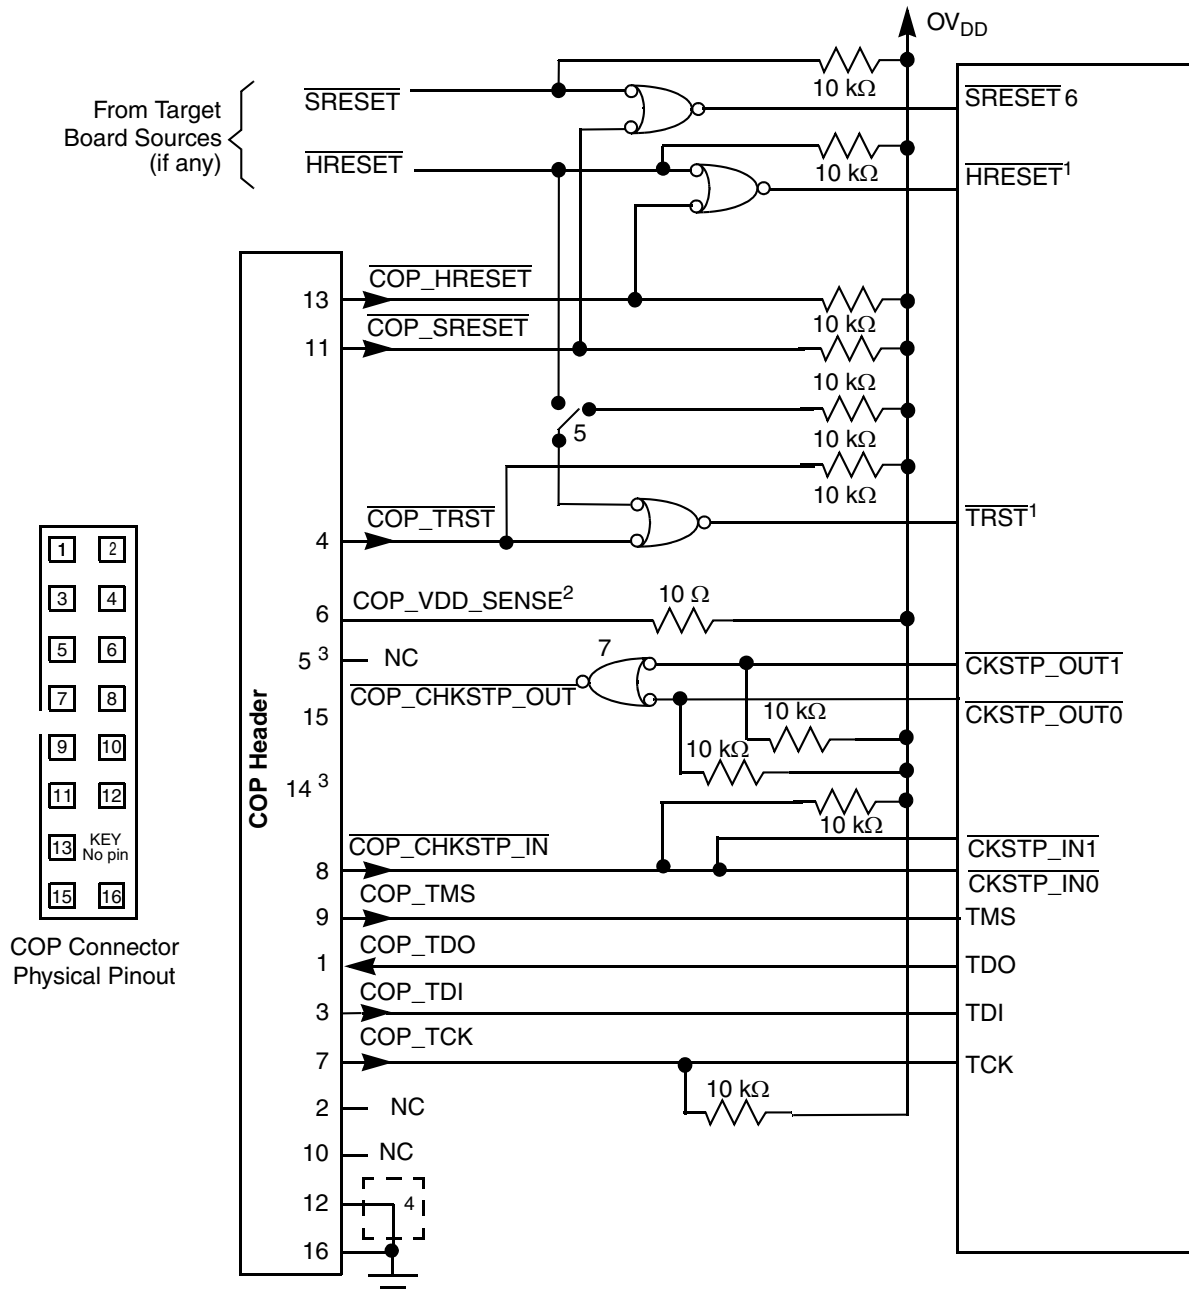 OVDD
10 kΩ
From Target
Board Sources
(if any)
SRESET
SRESET 6
HRESET
10 kΩ
HRESET1
COP_HRESET
13
10 kΩ
COP_SRESET
11
10 kΩ
5
10 kΩ
10 kΩ
COP_TRST
4
TRST1
COP_VDD_SENSE2
10 Ω
6
5 3
NC
7
CKSTP_OUT1
COP_CHKSTP_OUT
15
CKSTP_OUT0
10 kΩ
10 kΩ
14 3
10 kΩ
COP_CHKSTP_IN
8
CKSTP_IN1
CKSTP_IN0
COP_TMS
9
TMS
COP_TDO
1
TDO
COP_TDI
3
TDI
COP_TCK
7
TCK
10 kΩ
2
NC
10
NC
12
4
16
COP Header
1 2
3 4
5 6
7 8
9 10
11 12
13 KEY
No pin
15 16
COP Connector
Physical Pinout